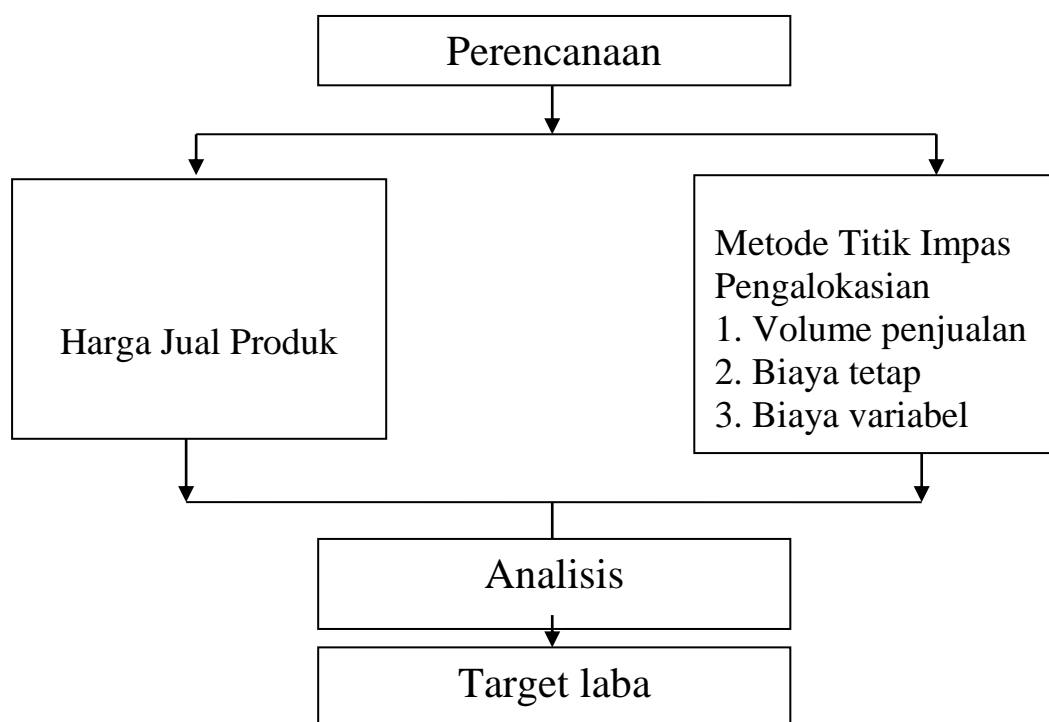 Perencanaan
Harga Jual Produk
Metode Titik Impas
Pengalokasian
1. Volume penjualan
2. Biaya tetap
3. Biaya variabel
Analisis
Target laba